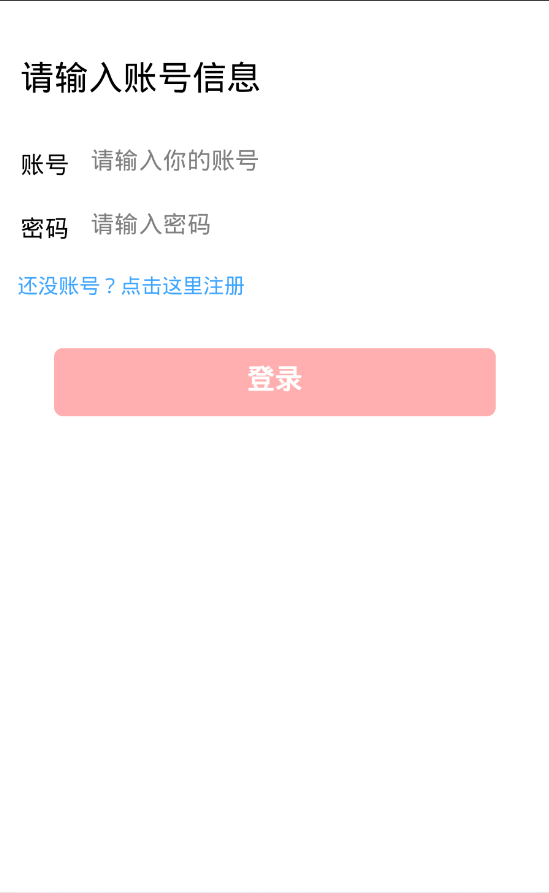 请输入账号信息
账号 请输入你的账号
密码 请输入密码
还没账号？点击这里注册
登录